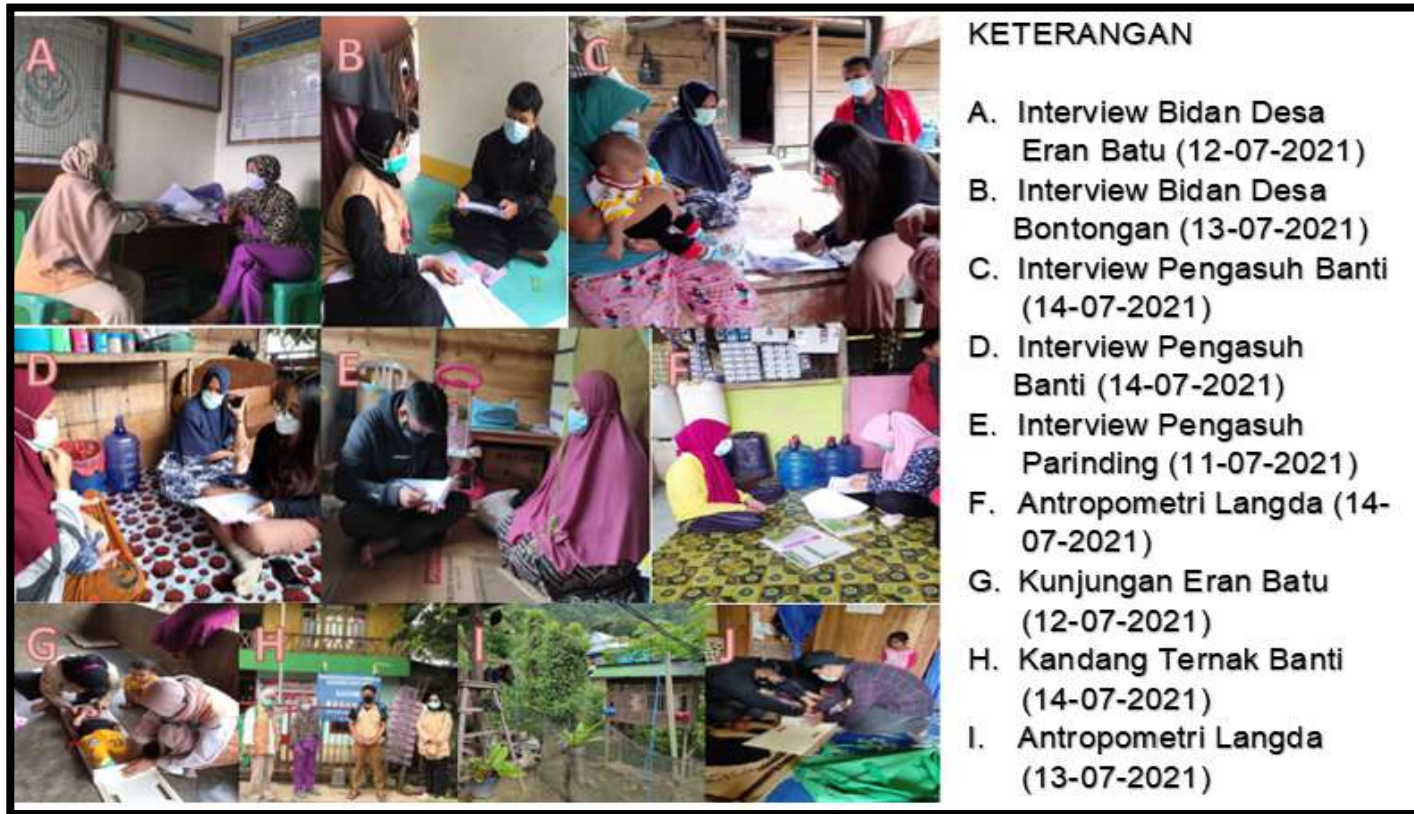 A
B
C
D
E
F
G
H
I
J
KETERANGAN
A. Interview Bidan Desa
Eran Batu (12-07-2021)
B. Interview Bidan Desa
Bontongan (13-07-2021)
C. Interview Pengasuh Banti
(14-07-2021)
D. Interview Pengasuh
Banti (14-07-2021)
E. Interview Pengasuh
Parinding (11-07-2021)
F. Antropometri Langda (14-
07-2021)
G. Kunjungan Eran Batu
(12-07-2021)
H. Kandang Ternak Banti
(14-07-2021)
I. Antropometri Langda
(13-07-2021)